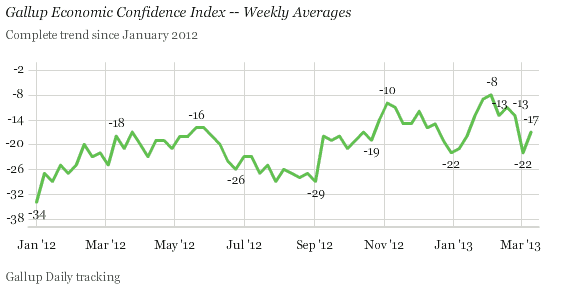 Gallup Economic Confidence Index -- Weekly Averages
Complete trend since January 2012
-2
-8
-14
-20
-26
-32
-38
-34
-18
-16
-26
-29
-19
-10
-22
-8
-13
-13
-22
-17
Jan '12
Mar '12
May '12
Jul '12
Sep '12
Nov '12
Jan '13
Mar '13
Gallup Daily tracking